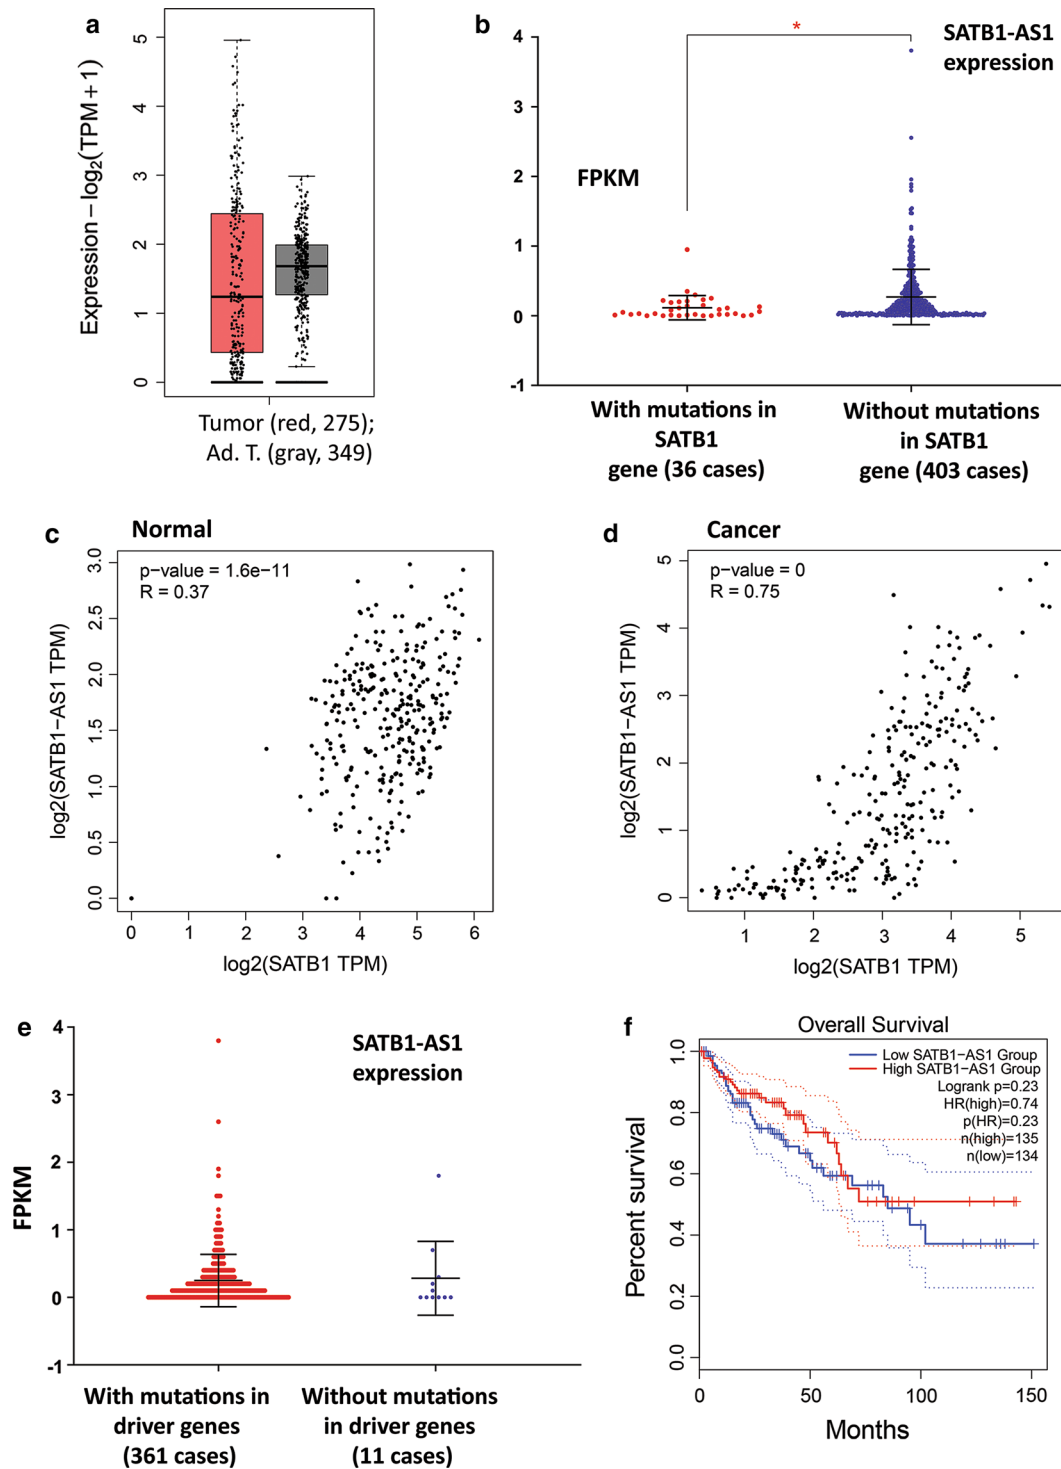 a
Expression – log2(TPM + 1)
5
4
3
2
1
0
Tumor (red, 275);
Ad. T. (gray, 349)
b
SATB1-AS1
expression
*
FPKM
4
3
2
1
0
-1
With mutations in
SATB1
gene (36 cases)
Without mutations
in SATB1
gene (403 cases)
c
Normal
p−value = 1.6e−11
R = 0.37
log2(SATB1−AS1 TPM)
3.0
2.5
2.0
1.5
1.0
0.5
0.0
0 1 2 3 4 5 6
log2(SATB1 TPM)
d
Cancer
p−value = 0
R = 0.75
log2(SATB1−AS1 TPM)
5
4
3
2
1
0
1 2 3 4 5
log2(SATB1 TPM)
e
SATB1-AS1
expression
FPKM
4
3
2
1
0
-1
With mutations in
driver genes
(361 cases)
Without mutations
in driver genes
(11 cases)
f
Overall Survival
Low SATB1−AS1 Group
High SATB1−AS1 Group
Logrank p=0.23
HR(high)=0.74
p(HR)=0.23
n(high)=135
n(low)=134
Percent survival
1.0
0.8
0.6
0.4
0.2
0.0
0 50 100 150
Months